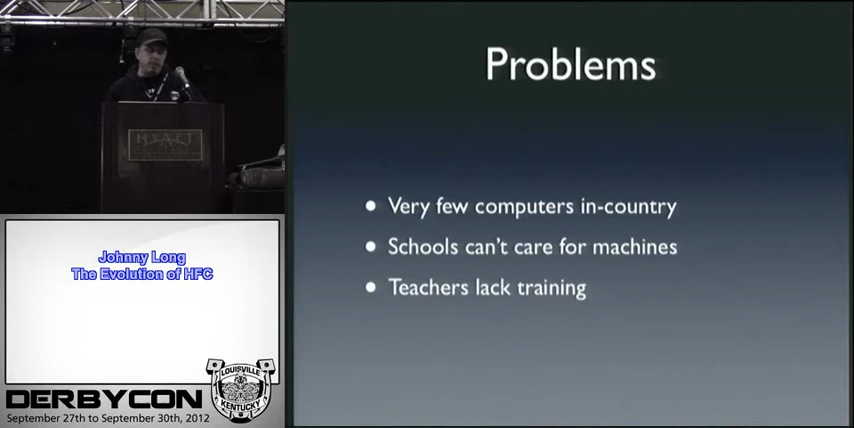 Problems
• Very few computers in-country
• Schools can't care for machines
• Teachers lack training
HYATT
Johnny Long
The Evolution of HFC
DERBYCON
September 27th to September 30th, 2012
LOUISVILLE
KENTUCKY